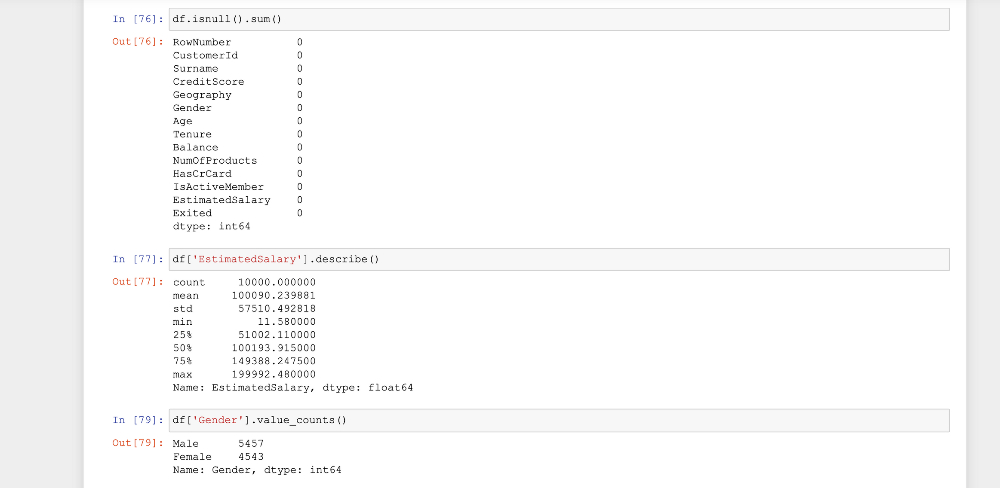 In [76]: df.isnull().sum()
Out[76]: RowNumber 0
CustomerId 0
Surname 0
CreditScore 0
Geography 0
Gender 0
Age 0
Tenure 0
Balance 0
NumOfProducts 0
HasCrCard 0
IsActiveMember 0
EstimatedSalary 0
Exited 0
dtype: int64
In [77]: df['EstimatedSalary'].describe()
Out[77]: count 10000.000000
mean 100090.239881
std 57510.492818
min 11.580000
25% 51002.110000
50% 100193.915000
75% 149388.247500
max 199992.480000
Name: EstimatedSalary, dtype: float64
In [79]: df['Gender'].value_counts()
Out[79]: Male 5457
Female 4543
Name: Gender, dtype: int64